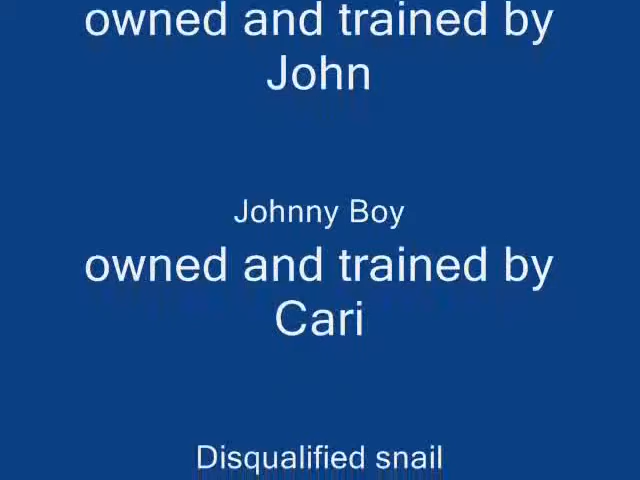 owned and trained by
John
Johnny Boy
owned and trained by
Cari
Disqualified snail